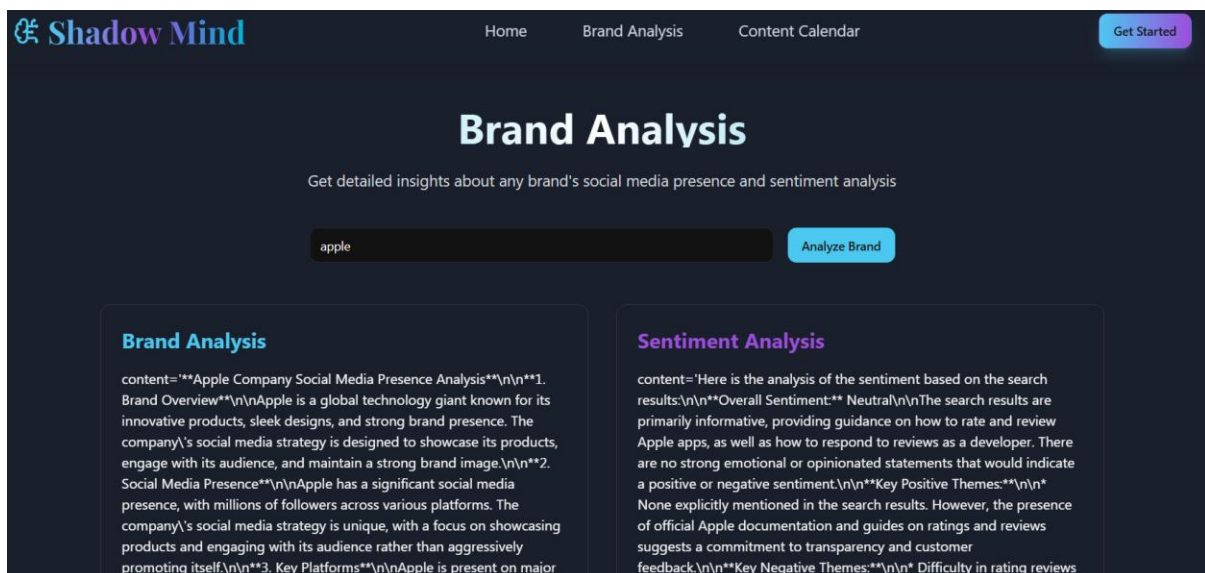 Shadow Mind
Home
Brand Analysis
Content Calendar
Get Started
Brand Analysis
Get detailed insights about any brand's social media presence and sentiment analysis
apple
Analyze Brand
Brand Analysis
content='**Apple Company Social Media Presence Analysis**\n\n**1.
Brand Overview**\n\nApple is a global technology giant known for its
innovative products, sleek designs, and strong brand presence. The
company\'s social media strategy is designed to showcase its products,
engage with its audience, and maintain a strong brand image.\n\n**2.
Social Media Presence**\n\nApple has a significant social media
presence, with millions of followers across various platforms. The
company\'s social media strategy is unique, with a focus on showcasing
products and engaging with its audience rather than aggressively
promoting itself.\n\n**3. Key Platforms**\n\nApple is present on major
Sentiment Analysis
content='Here is the analysis of the sentiment based on the search
results:\n\n**Overall Sentiment:** Neutral\n\nThe search results are
primarily informative, providing guidance on how to rate and review
Apple apps, as well as how to respond to reviews as a developer. There
are no strong emotional or opinionated statements that would indicate
a positive or negative sentiment.\n\n**Key Positive Themes:**\n\n*
None explicitly mentioned in the search results. However, the presence
of official Apple documentation and guides on ratings and reviews
suggests a commitment to transparency and customer
feedback.\n\n**Key Negative Themes:**\n\n* Difficulty in rating reviews